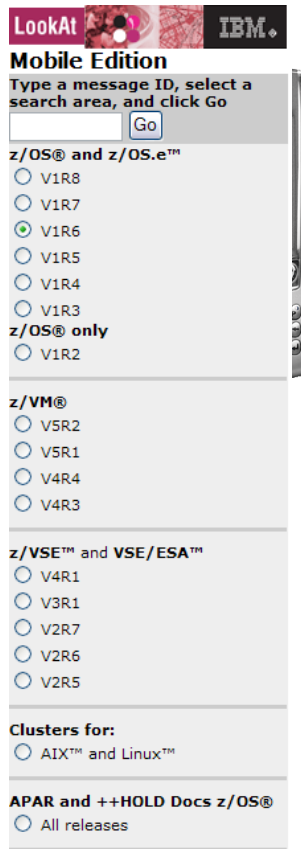 LookAt IBM®
Mobile Edition
Type a message ID, select a
search area, and click Go
Go
z/OS® and z/OS.e™
V1R8
V1R7
V1R6
V1R5
V1R4
V1R3
z/OS® only
V1R2
z/VM®
V5R2
V5R1
V4R4
V4R3
z/VSE™ and VSE/ESA™
V4R1
V3R1
V2R7
V2R6
V2R5
Clusters for:
AIX™ and Linux™
APAR and ++HOLD Docs z/OS®
All releases